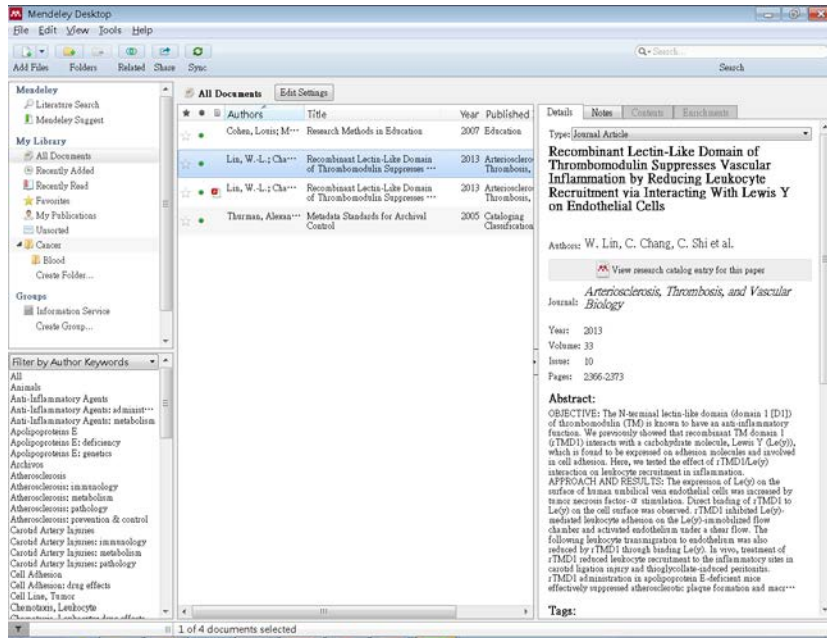 Mendeley Desktop
File Edit View Tools Help
Add Files Folders Related Share Sync
Search...
Search
Mendeley
Literature Search
Mendeley Suggest
My Library
All Documents
Recently Added
Recently Read
Favorites
My Publications
Unsorted
Cancer
Blood
Create Folder...
Groups
Information Service
Create Group...
Filter by Author Keywords
All
Animals
Anti-Inflammatory Agents
Anti-Inflammatory Agents: administ···
Anti-Inflammatory Agents: metabolism
Apolipoproteins E
Apolipoproteins E: deficiency
Apolipoproteins E: genetics
Archivos
Atherosclerosis
Atherosclerosis: immunology
Atherosclerosis: metabolism
Atherosclerosis: pathology
Atherosclerosis: prevention & control
Carotid Artery Injuries
Carotid Artery Injuries: immunology
Carotid Artery Injuries: metabolism
Carotid Artery Injuries: pathology
Cell Adhesion
Cell Adhesion: drug effects
Cell Line, Tumor
Chemotaxis, Leukocyte
Chemotaxis, Leukocyte: drug effects
All Documents Edit Settings
Authors Title Year Published
Cohen, Louis; M··· Research Methods in Education 2007 Education
Lin, W.-L.; Cha··· Recombinant Lectin-Like Domain 2013 Arteriosclero
of Thrombomodulin Suppresses ··· Thrombosis,
Lin, W.-L.; Cha··· Recombinant Lectin-Like Domain 2013 Arteriosclero
of Thrombomodulin Suppresses ··· Thrombosis,
Thurman, Alexan··· Metadata Standards for Archival 2005 Cataloging
Control Classification
Details Notes Contents Enrichments
Type: Journal Article
Recombinant Lectin-Like Domain of
Thrombomodulin Suppresses Vascular
Inflammation by Reducing Leukocyte
Recruitment via Interacting With Lewis Y
on Endothelial Cells
Authors: W. Lin, C. Chang, C. Shi et al.
View research catalog entry for this paper
Journal: Arteriosclerosis, Thrombosis, and Vascular
Biology
Year: 2013
Volume: 33
Issue: 10
Pages: 2366-2373
Abstract:
OBJECTIVE: The N-terminal lectin-like domain (domain 1 [D1])
of thrombomodulin (TM) is known to have an anti-inflammatory
function. We previously showed that recombinant TM domain 1
(rTMD1) interacts with a carbohydrate molecule, Lewis Y (Le(y)),
which is found to be expressed on adhesion molecules and involved
in cell adhesion. Here, we tested the effect of rTMD1/Le(y)
interaction on leukocyte recruitment in inflammation.
APPROACH AND RESULTS: The expression of Le(y) on the
surface of human umbilical vein endothelial cells was increased by
tumor necrosis factor-α stimulation. Direct binding of rTMD1 to
Le(y) on the cell surface was observed. rTMD1 inhibited Le(y)-
mediated leukocyte adhesion on the Le(y)-immobilized flow
chamber and activated endothelium under a shear flow. The
following leukocyte transmigration to endothelium was also
reduced by rTMD1 through binding Le(y). In vivo, treatment of
rTMD1 reduced leukocyte recruitment to the inflammatory sites in
carotid ligation injury and thioglycollate-induced peritonitis.
rTMD1 administration in apolipoprotein E-deficient mice
effectively suppressed atherosclerotic plaque formation and macr···
Tags:
1 of 4 documents selected